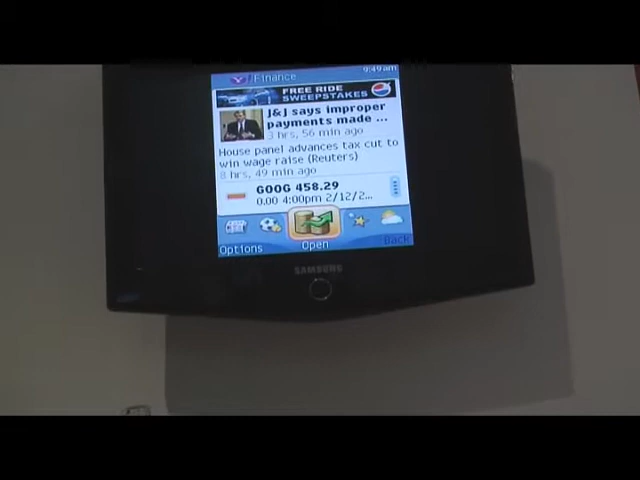 Finance
9:49am
FREE RIDE
SWEEPSTAKES
J&J says improper
payments made ...
3 hrs, 56 min ago
House panel advances tax cut to
win wage raise (Reuters)
8 hrs, 49 min ago
GOOG 458.29
0.00 4:00pm 2/12/2...
Options
Open
Back
SAMSUNG